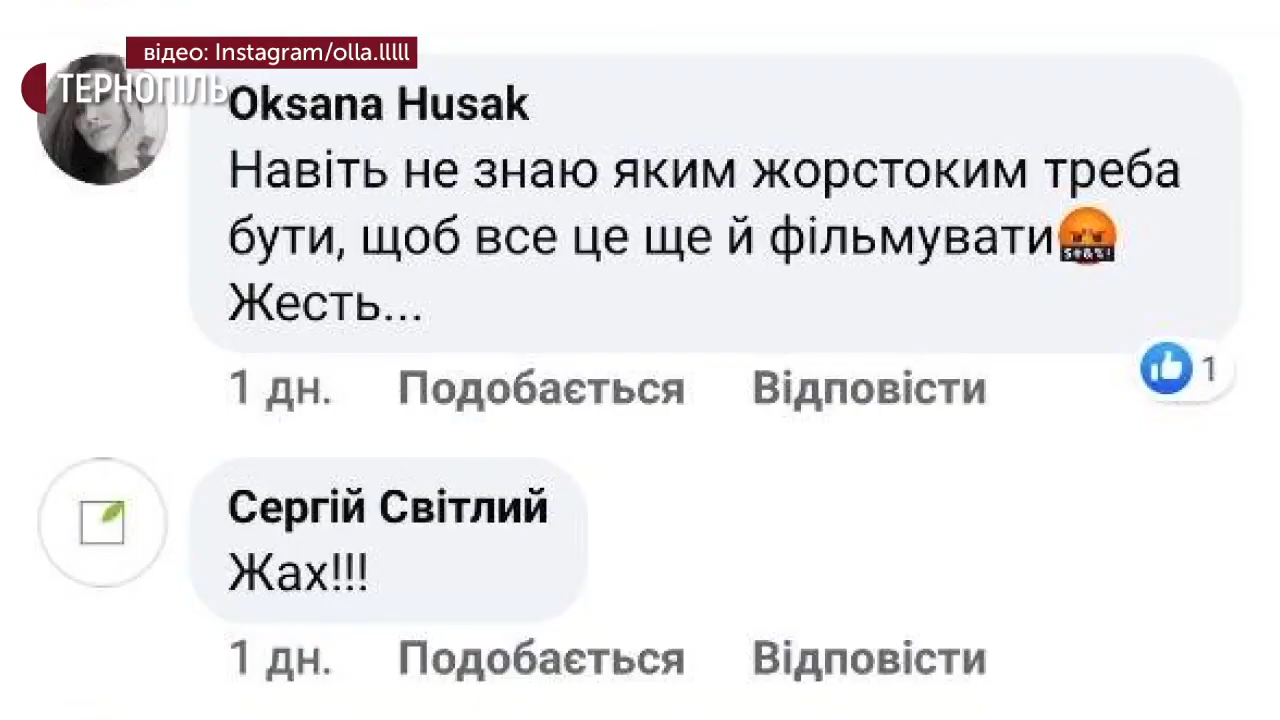 відео: Instagram/olla.lllll
ТЕРНОПІЛЬ
Oksana Husak
Навіть не знаю яким жорстоким треба
бути, щоб все це ще й фільмувати🤬
Жесть...
1 дн. Подобається Відповісти 1
Сергій Світлий
Жах!!!
1 дн. Подобається Відповісти